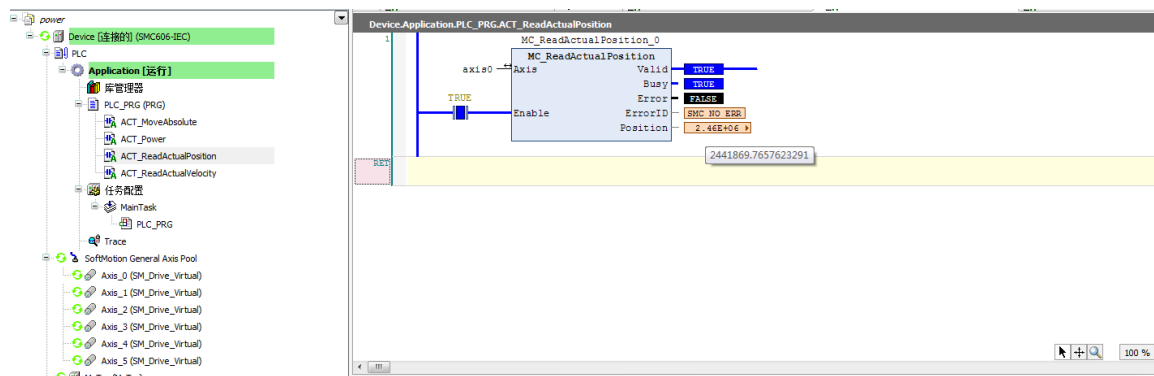 power
Device.Application.PLC_PRG.ACT_ReadActualPosition
Device [连接的] (SMC606-IEC)
PLC
Application [运行]
库管理器
PLC_PRG (PRG)
ACT_MoveAbsolute
ACT_Power
ACT_ReadActualPosition
ACT_ReadActualVelocity
任务配置
MainTask
PLC_PRG
Trace
SoftMotion General Axis Pool
Axis_0 (SM_Drive_Virtual)
Axis_1 (SM_Drive_Virtual)
Axis_2 (SM_Drive_Virtual)
Axis_3 (SM_Drive_Virtual)
Axis_4 (SM_Drive_Virtual)
Axis_5 (SM_Drive_Virtual)
1
MC_ReadActualPosition_0
MC_ReadActualPosition
axis0 Axis Valid TRUE
Busy TRUE
TRUE Error FALSE
Enable ErrorID SMC NO ERR
Position 2.46E+06
2441869.7657623291
RET
100 %